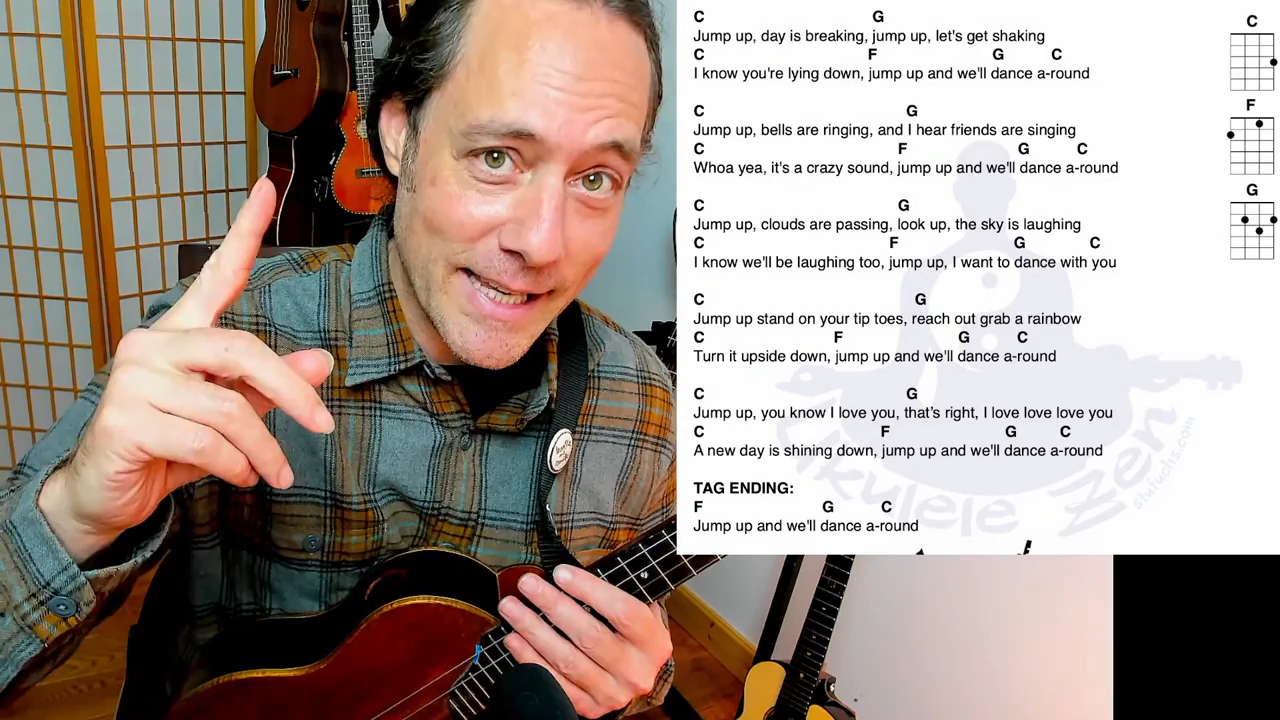 C G
Jump up, day is breaking, jump up, let's get shaking
C F G C
I know you're lying down, jump up and we'll dance a-round
C G
Jump up, bells are ringing, and I hear friends are singing
C F G C
Whoa yea, it's a crazy sound, jump up and we'll dance a-round
C G
Jump up, clouds are passing, look up, the sky is laughing
C F G C
I know we'll be laughing too, jump up, I want to dance with you
C G
Jump up stand on your tip toes, reach out grab a rainbow
C F G C
Turn it upside down, jump up and we'll dance a-round
C G
Jump up, you know I love you, that's right, I love love love you
C F G C
A new day is shining down, jump up and we'll dance a-round
TAG ENDING:
F G C
Jump up and we'll dance a-round
C
F
G
Ukulele Zen
stufuchs.com